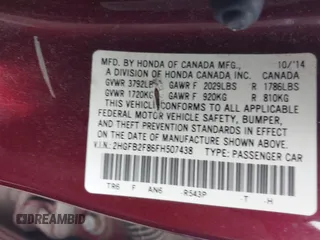 MFD. BY HONDA OF CANADA MFG., 10/'14
A DIVISION OF HONDA CANADA INC. CANADA
GVWR 3792LBS GAWR F 2029LBS R 1786LBS
GVWR 1720KG GAWR F 920KG R 810KG
THIS VEHICLE CONFORMS TO ALL APPLICABLE
FEDERAL MOTOR VEHICLE SAFETY, BUMPER,
AND THEFT PREVENTION STANDARDS IN EFFECT ON THE
DATE OF MANUFACTURE SHOWN ABOVE.
V.I.N.: 2HGFB2F86FH507438 TYPE: PASSENGER CAR
F AN6 -R543P -T -H
DREAMBID